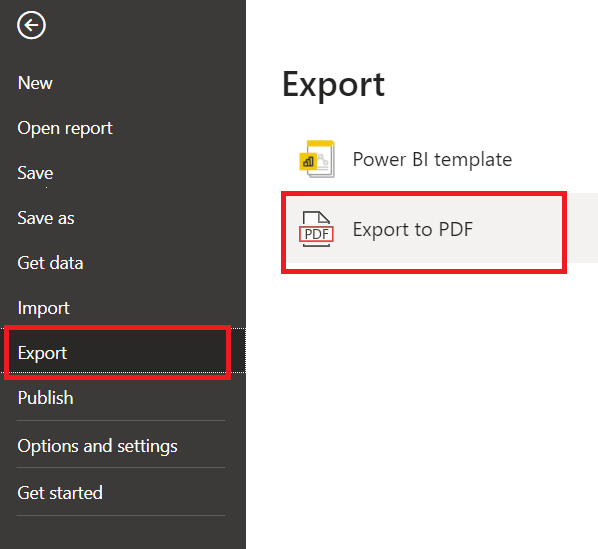 New
Open report
Save
Save as
Get data
Import
Export
Publish
Options and settings
Get started
Export
Power BI template
PDF
Export to PDF